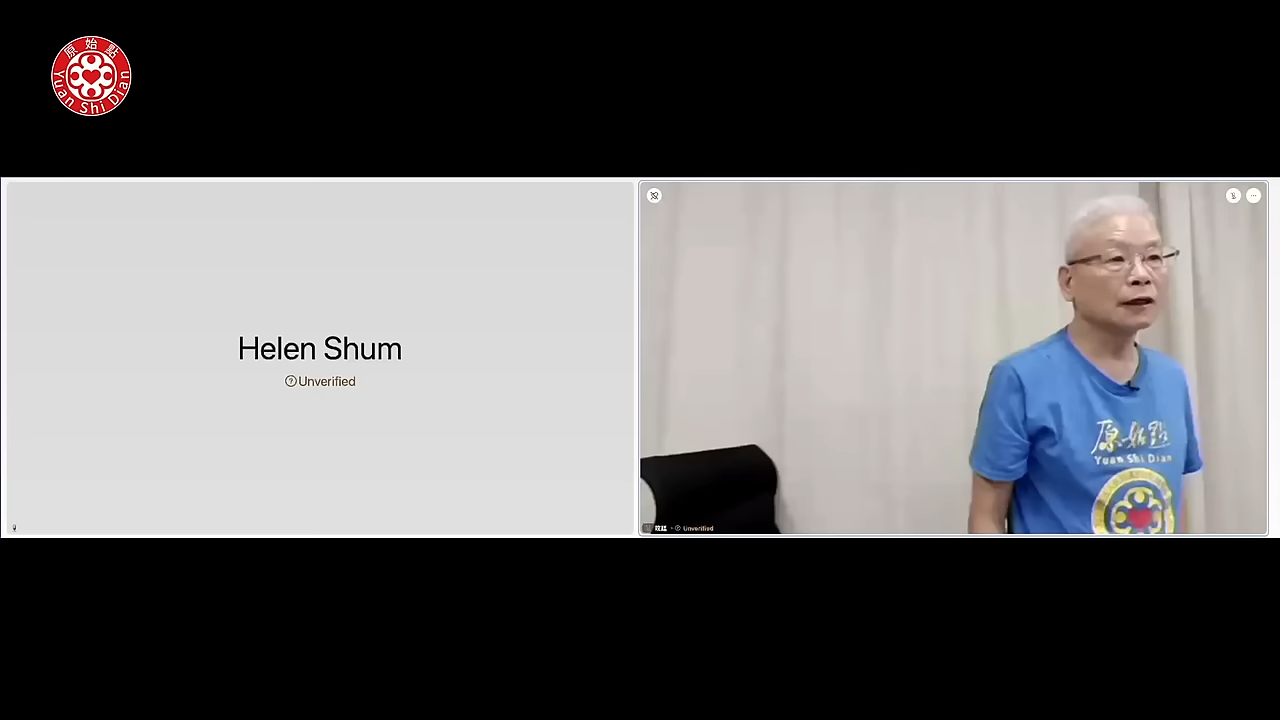 原始點
Yuan Shi Dian
Helen Shum
Unverified
原始點
Yuan Shi Dian
Unverified